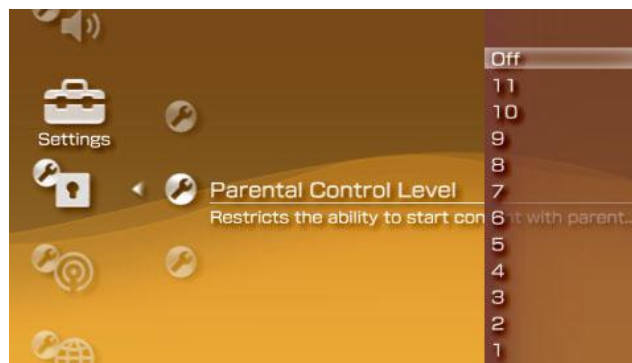 Settings
Parental Control Level
Restricts the ability to start con t with parent...
Off
11
10
9
8
7
6
5
4
3
2
1